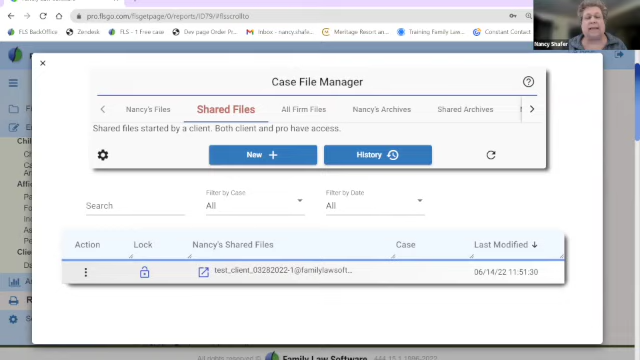 pro.flsgo.com/flsgetpage/0/reports/ID79/#flsscrollto
FLS BackOffice Zendesk FLS - 1 Free case Dev page Order Pr... Inbox - nancy.shafe... Meritage Resort an... Training Family Law... Constant Contact
Nancy Shafer
Case File Manager
Nancy's Files Shared Files All Firm Files Nancy's Archives Shared Archives
Shared files started by a client. Both client and pro have access.
New + History
Search Filter by Case All Filter by Date All
Action Lock Nancy's Shared Files Case Last Modified
test_client_03282022-1@familylawsoft... 06/14/22 11:51:30
All rights reserved © Family Law Software